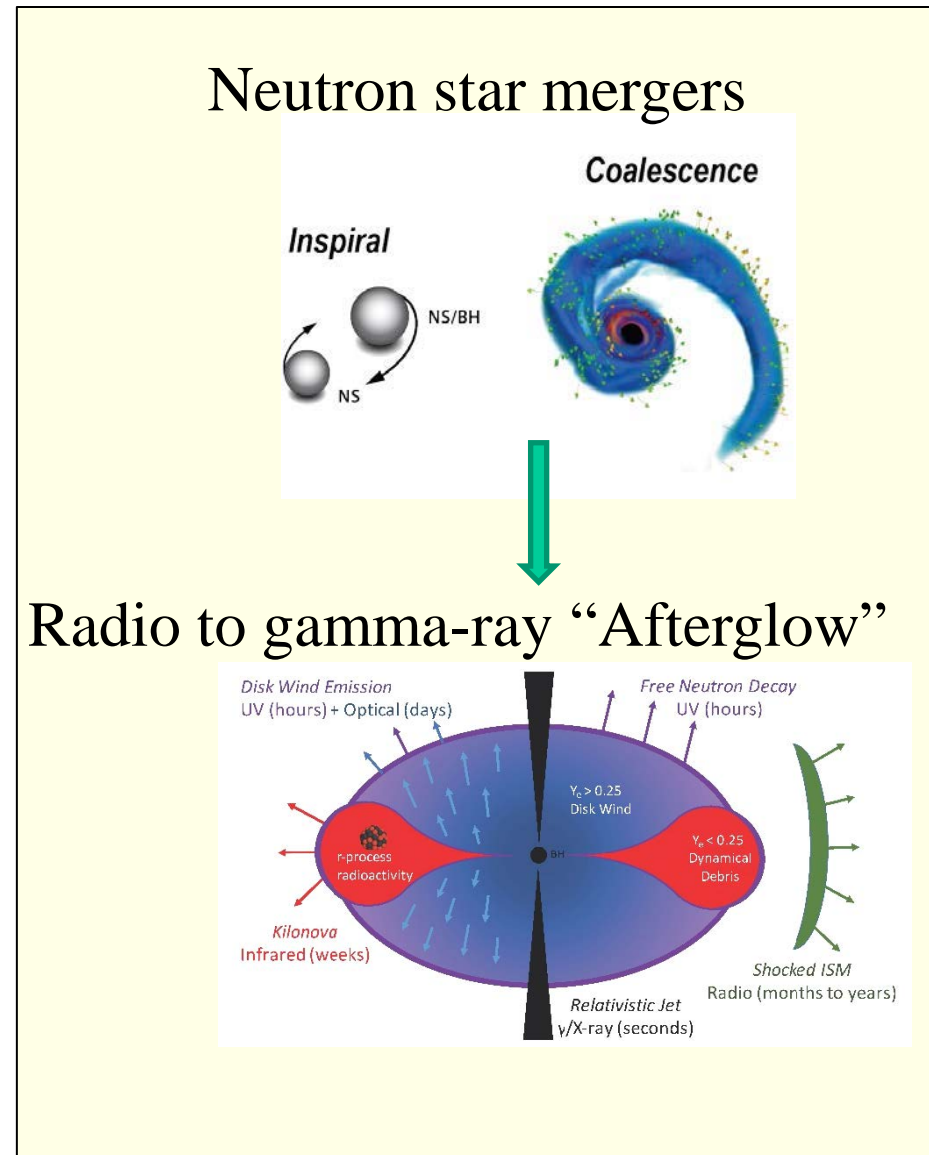 Neutron star mergers
Coalescence
Inspiral
NS/BH
NS
Radio to gamma-ray “Afterglow”
Disk Wind Emission
UV (hours) + Optical (days)
Free Neutron Decay
UV (hours)
Yₑ > 0.25
Disk Wind
r-process
radioactivity
BH
Yₑ < 0.25
Dynamical
Debris
Kilonova
Infrared (weeks)
Shocked ISM
Radio (months to years)
Relativistic Jet
γ/X-ray (seconds)